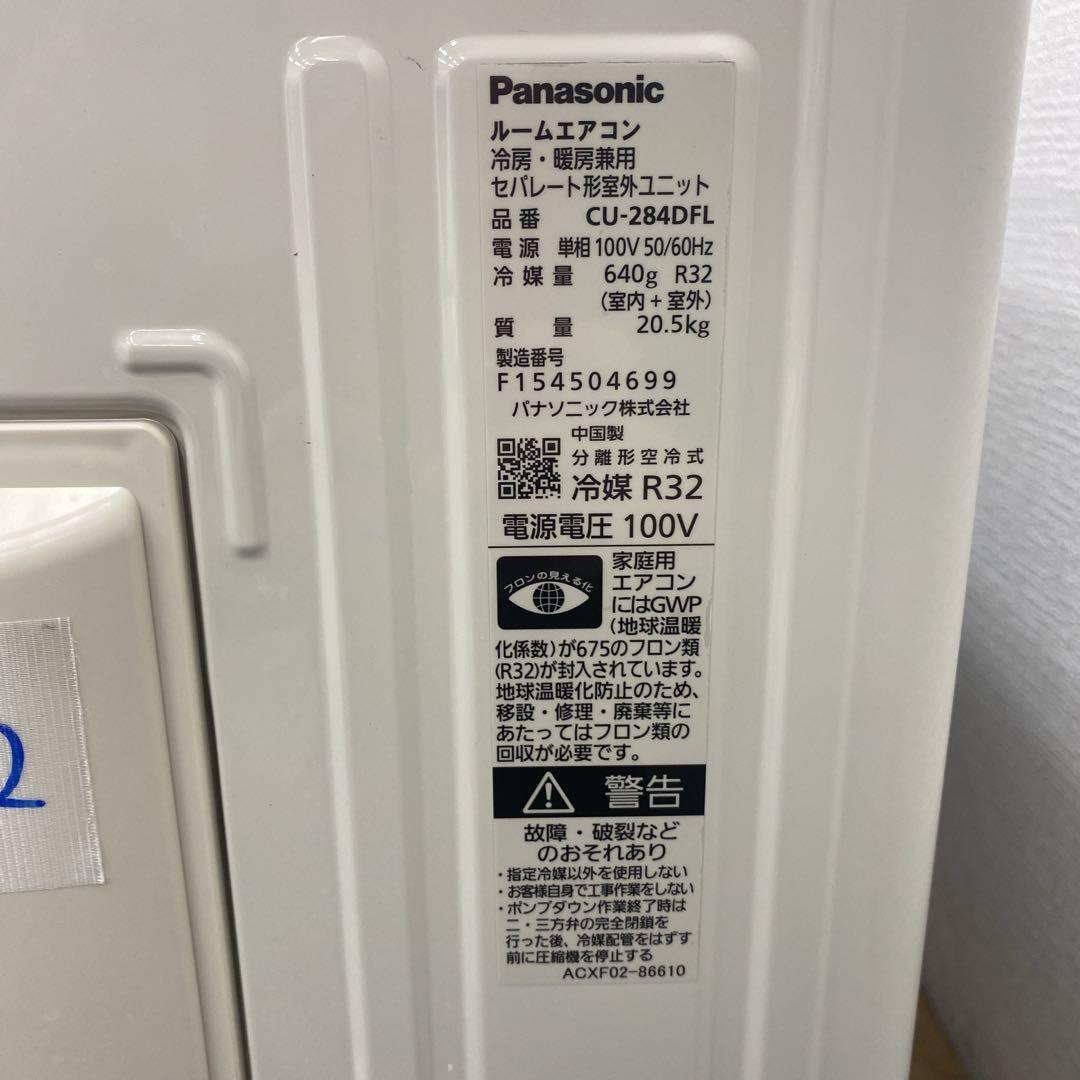 Panasonic
ルームエアコン
冷房・暖房兼用
セパレート形室外ユニット
品番 CU-284DFL
電源 単相100V 50/60Hz
冷媒量 640g R32
(室内+室外)
質量 20.5kg
製造番号
F154504699
パナソニック株式会社
中国製
分離形空冷式
冷媒 R32
電源電圧 100V
フロンの見える化
家庭用
エアコン
にはGWP
(地球温暖
化係数)が675のフロン類
(R32)が封入されています。
地球温暖化防止のため、
移設・修理・廃棄等に
あたってはフロン類の
回収が必要です。
警告
故障・破裂など
のおそれあり
・指定冷媒以外を使用しない
・お客様自身で工事作業をしない
・ポンプダウン作業終了時は
二・三方弁の完全閉鎖を
行った後、冷媒配管をはずす
前に圧縮機を停止する
ACXF02-86610
2